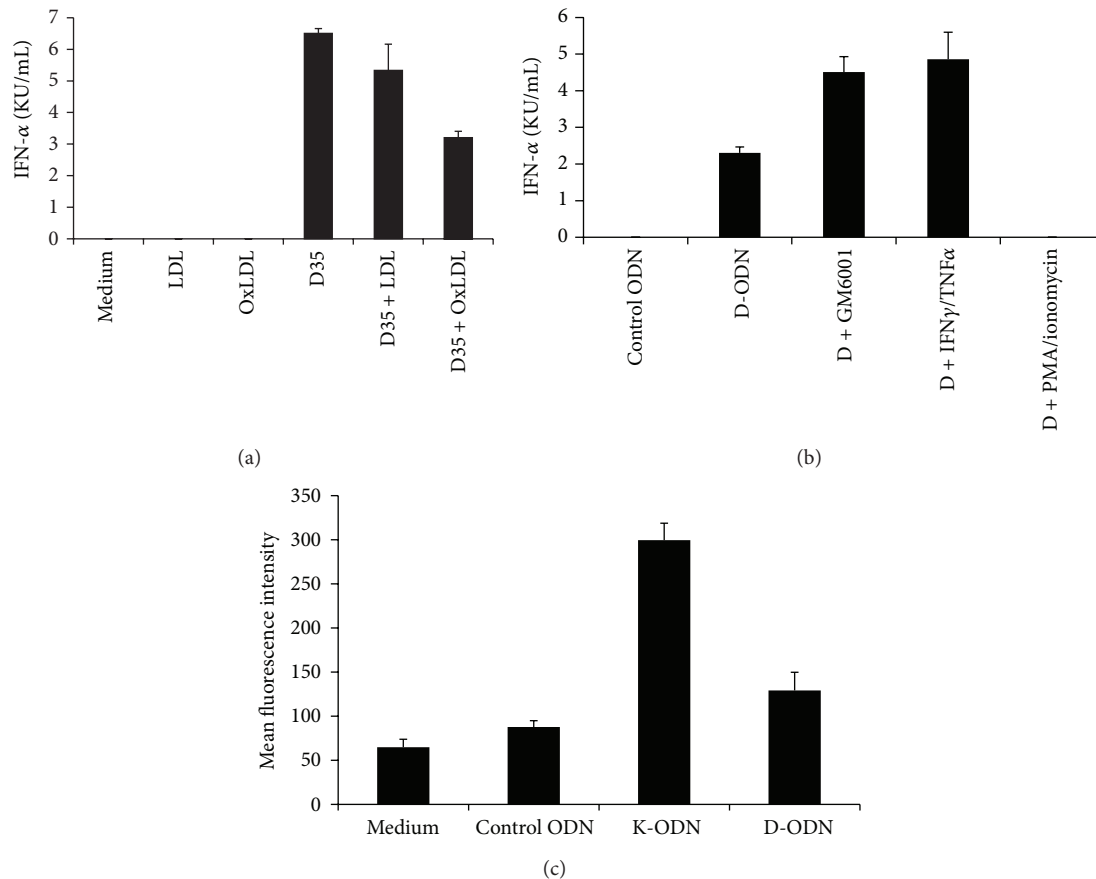 IFN-α (KU/mL)
7
6
5
4
3
2
1
0
Medium
LDL
OxLDL
D35
D35 + LDL
D35 + OxLDL
(a)
IFN-α (KU/mL)
6
5
4
3
2
1
0
Control ODN
D-ODN
D + GM6001
D + IFNγ/TNFα
D + PMA/ionomycin
(b)
Mean fluorescence intensity
350
300
250
200
150
100
50
0
Medium
Control ODN
K-ODN
D-ODN
(c)